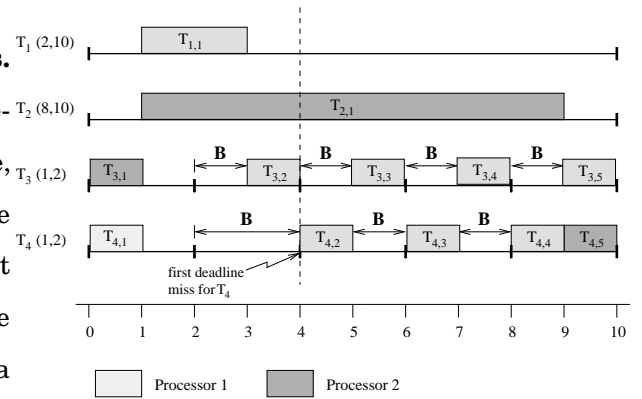 T1 (2,10)
T1,1
s.
T2 (8,10)
T2,1
e-
B B B B
e,
T3 (1,2)
T3,1 T3,2 T3,3 T3,4 T3,5
e
B B B
T4 (1,2)
T4,1 T4,2 T4,3 T4,4 T4,5
t
first deadline
miss for T4
e
0 1 2 3 4 5 6 7 8 9 10
a
Processor 1 Processor 2